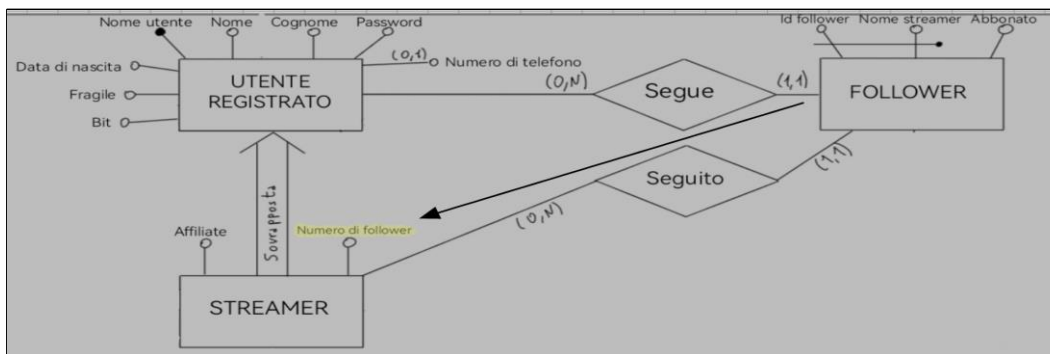 Nome utente Nome Cognome Password
Id follower Nome streamer Abbonato
Data di nascita
(0,1) Numero di telefono
UTENTE
REGISTRATO
Fragile
Bit
(0,N) Segue (1,1)
FOLLOWER
Seguito
(1,1)
(0,N)
Sovrapposta
Affiliate
Numero di follower
STREAMER